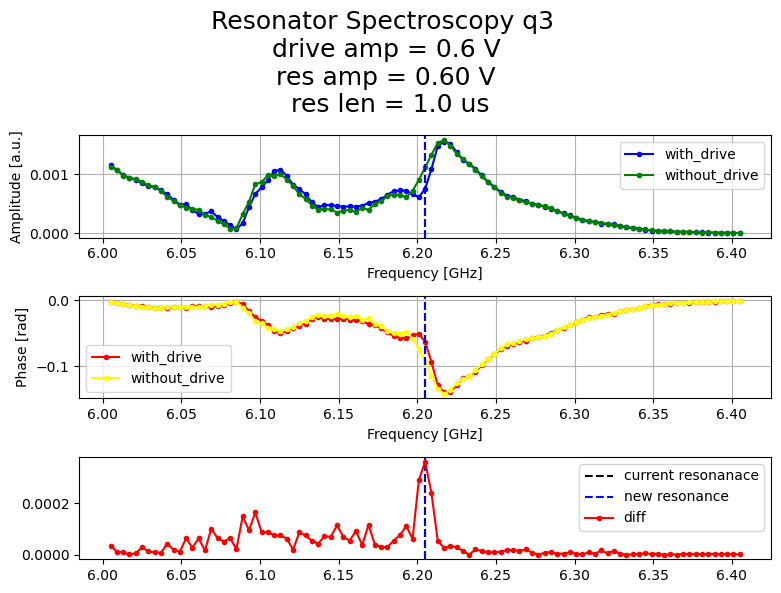 Resonator Spectroscopy q3
drive amp = 0.6 V
res amp = 0.60 V
res len = 1.0 us
Amplitude [a.u.]
0.001
0.000
with_drive
without_drive
6.00 6.05 6.10 6.15 6.20 6.25 6.30 6.35 6.40
Frequency [GHz]
Phase [rad]
0.0
−0.1
with_drive
without_drive
6.00 6.05 6.10 6.15 6.20 6.25 6.30 6.35 6.40
Frequency [GHz]
0.0002
0.0000
current resonanace
new resonance
diff
6.00 6.05 6.10 6.15 6.20 6.25 6.30 6.35 6.40